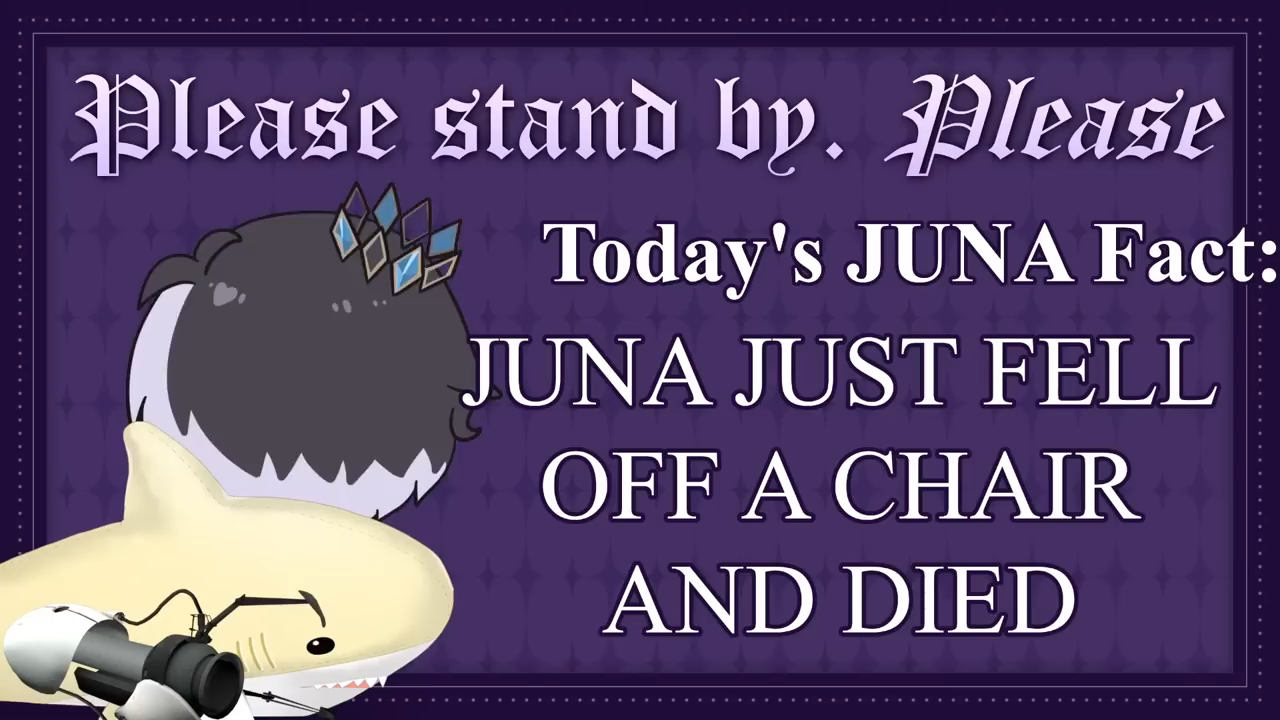 Please stand by. Please
Today's JUNA Fact:
JUNA JUST FELL
OFF A CHAIR
AND DIED